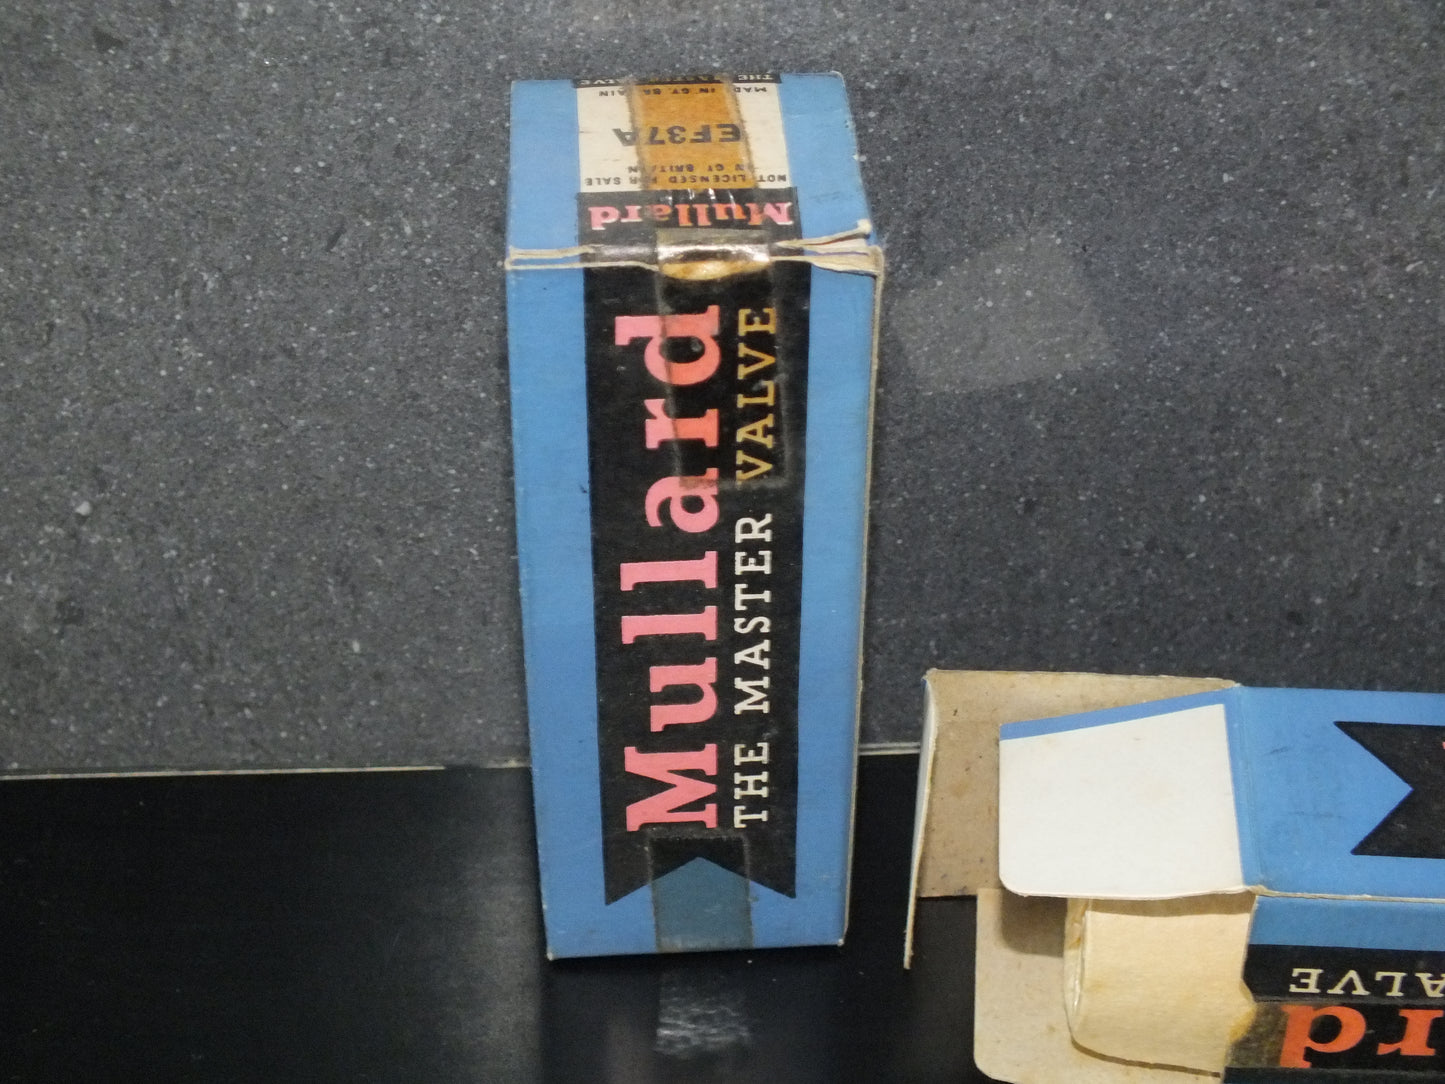 Mullard
NOT LICENSED FOR SALE
IN GT BRITAIN
EF37A
MADE IN GT. BRITAIN
THE MASTER VALVE
Mullard
THE MASTER VALVE
rd
ALVE